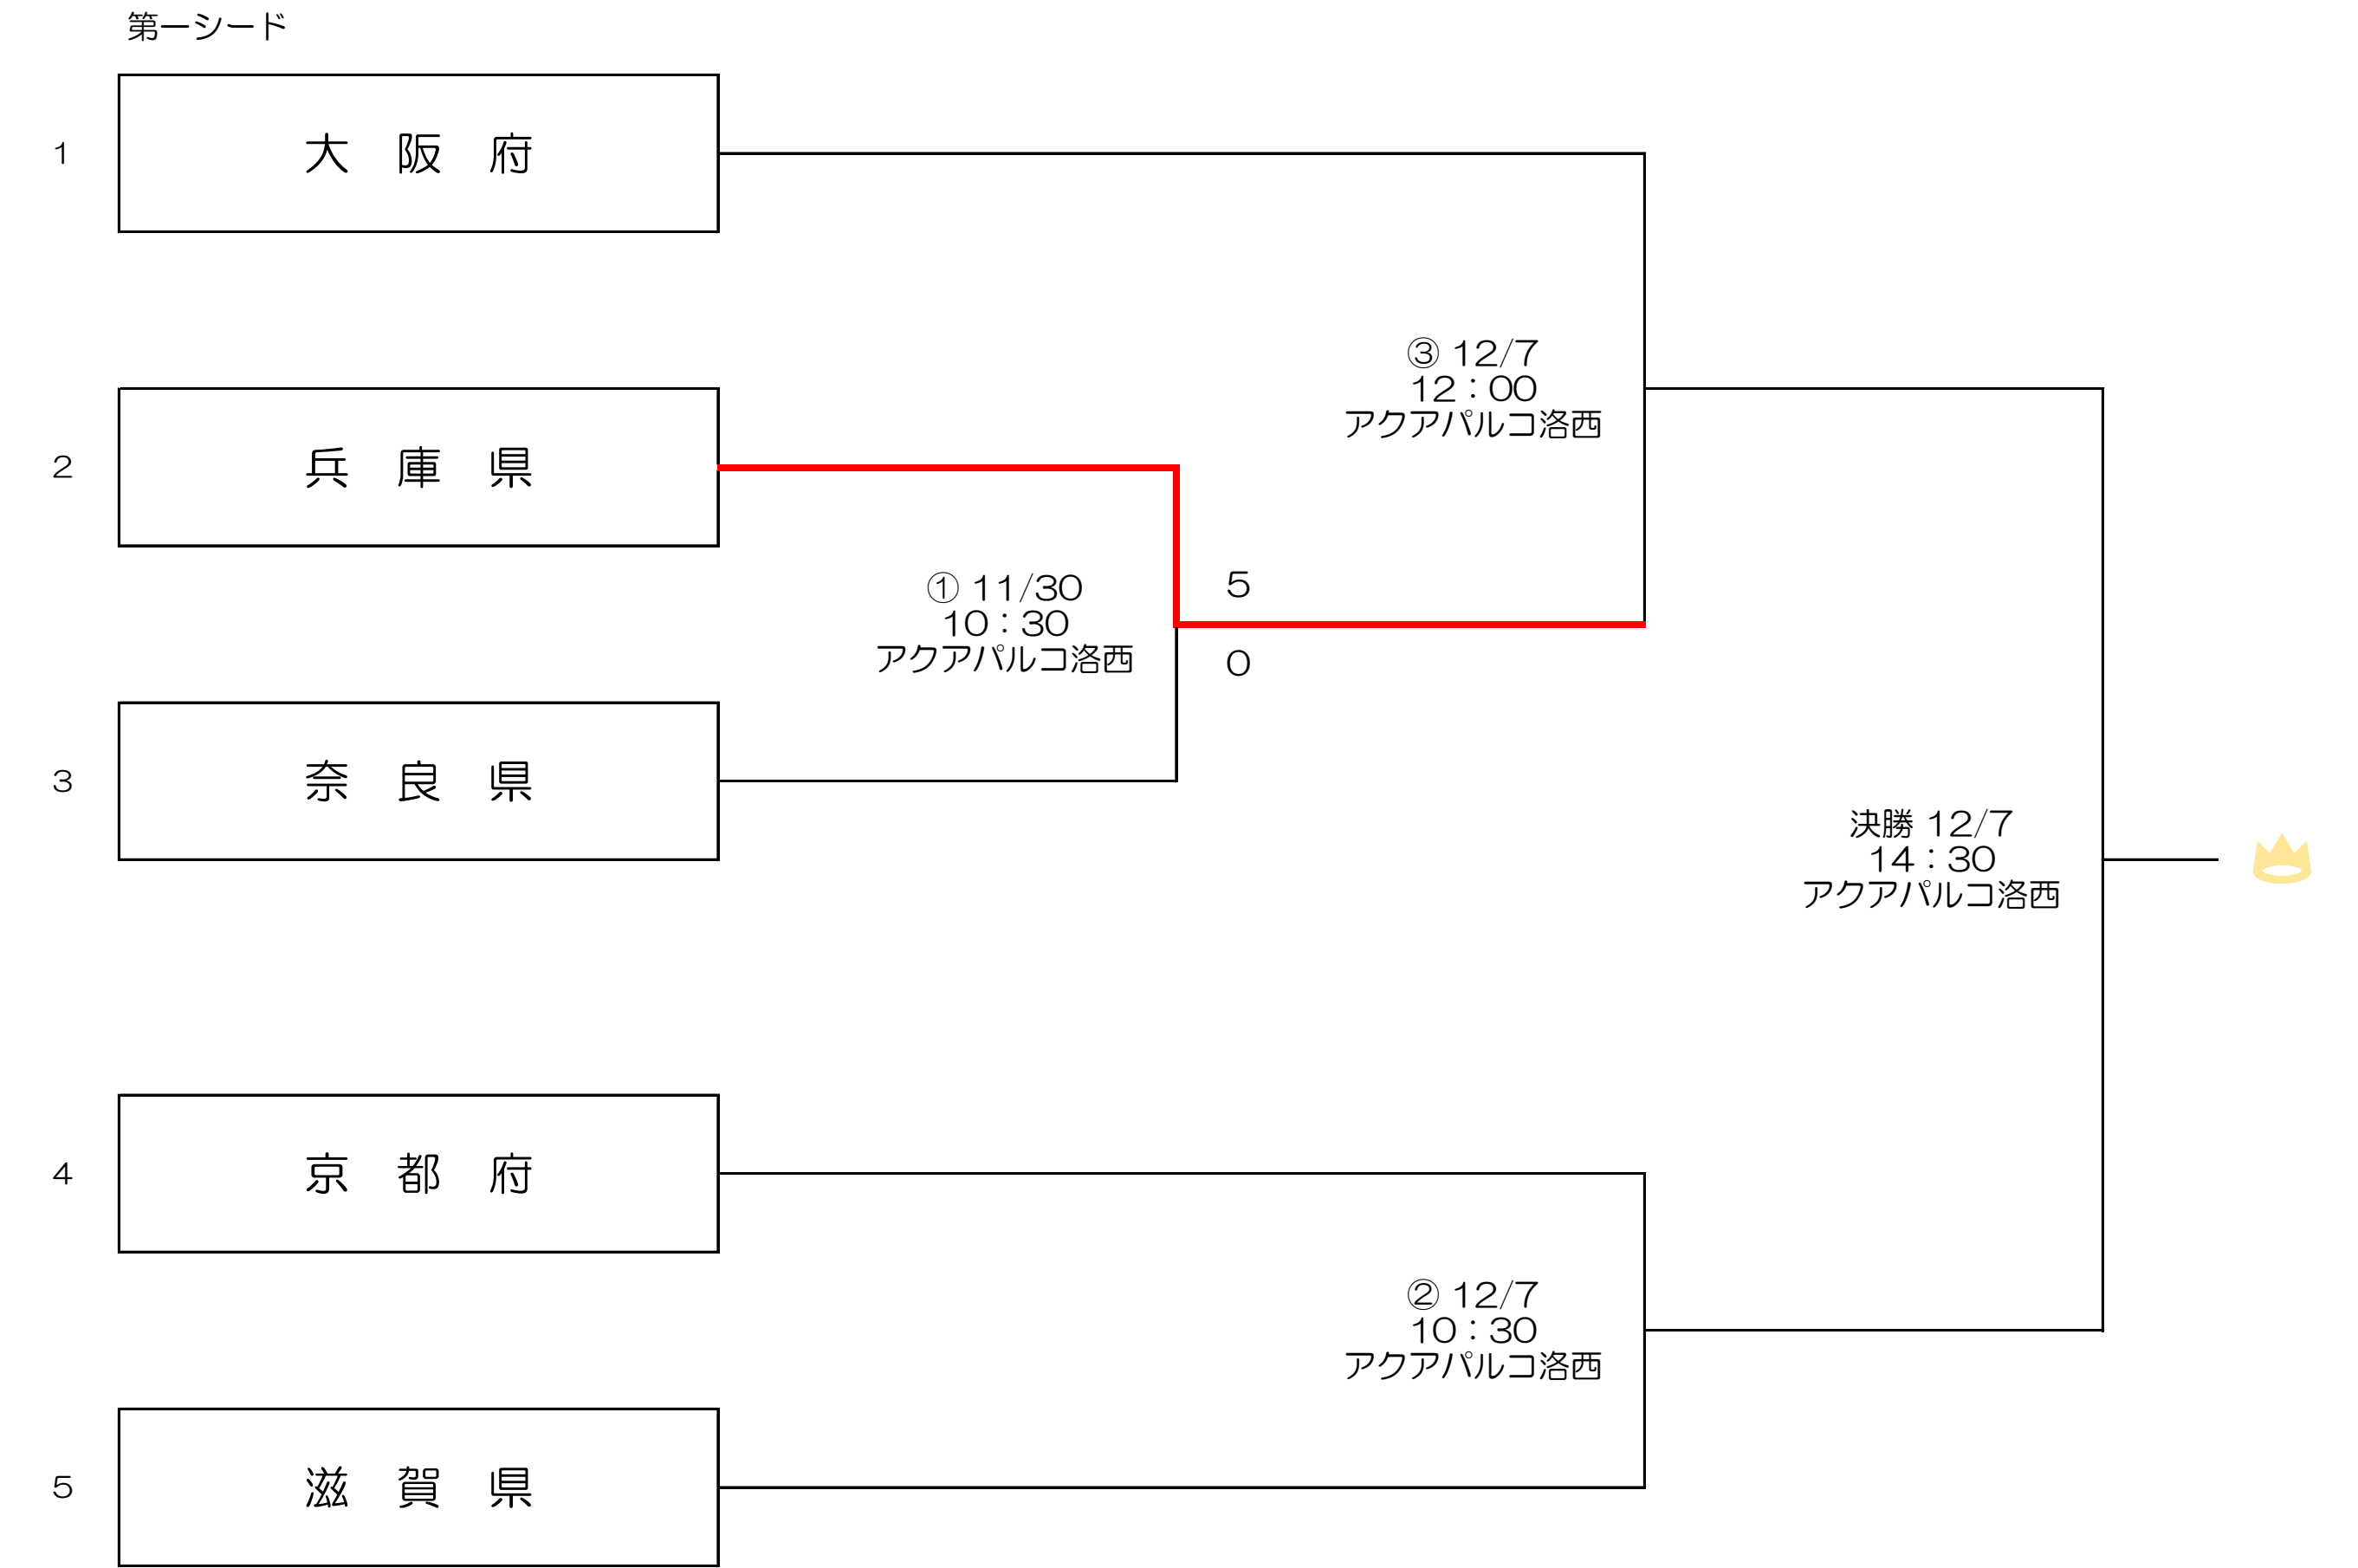 第一シード
1
大 阪 府
③ 12/7
12：00
アクアパルコ洛西
2
兵 庫 県
① 11/30
10：30
アクアパルコ洛西
5
0
3
奈 良 県
決勝 12/7
14：30
アクアパルコ洛西
4
京 都 府
② 12/7
10：30
アクアパルコ洛西
5
滋 賀 県